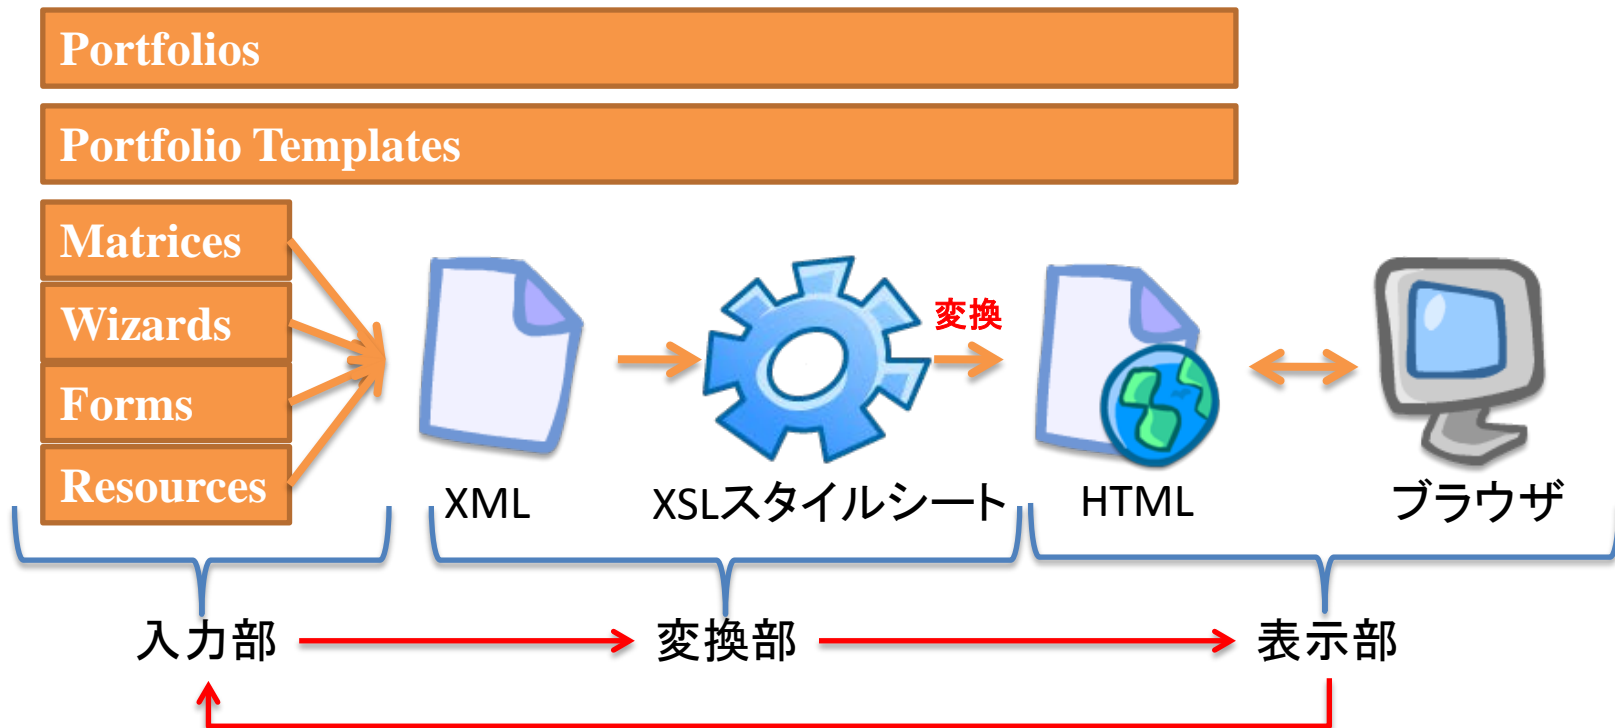 Portfolios
Portfolio Templates
Matrices
Wizards
Forms
Resources
変換
XML
XSLスタイルシート
HTML
ブラウザ
入力部
変換部
表示部